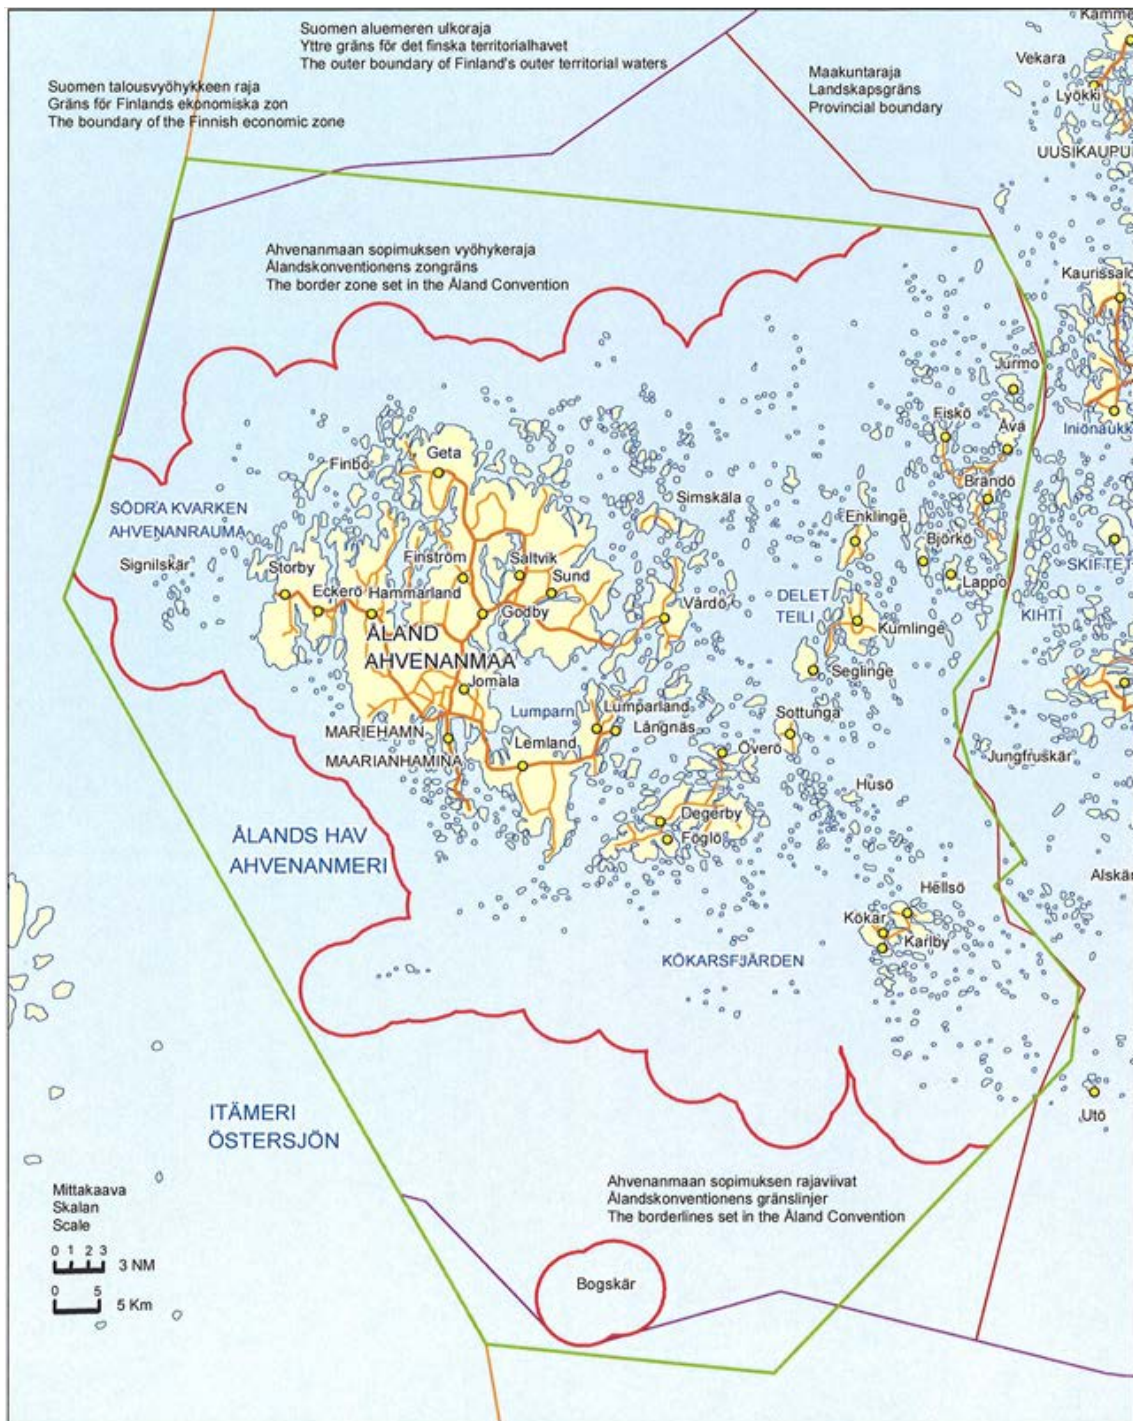 Suomen aluemeren ulkoraja
Yttre gräns för det finska territorialhavet
The outer boundary of Finland's outer territorial waters
Kamme
Vekara
Lyökki
UUSIKAUPU
Suomen talousvyöhykkeen raja
Gräns för Finlands ekonomiska zon
The boundary of the Finnish economic zone
Maakuntaraja
Landskapsgräns
Provincial boundary
Ahvenanmaan sopimuksen vyöhykeraja
Ålandskonventionens zongräns
The border zone set in the Åland Convention
Kaurissalo
Jurmo
Fiskö
Åva
Iniönaukk
Geta
Finbo
Brändö
Simskäla
SÖDRA KVARKEN
AHVENANRAUMA
Enklinge
Björkö
Signilskär
Storby
Finström
Saltvik
Sund
Lappo
SKIFTET
Eckerö
Hammarland
Godby
Vårdö
DELET
TEILI
KIHTI
Kumlinge
ÅLAND
AHVENANMAA
Seglinge
Jomala
Lumparn
Lumparland
Sottunga
MARIEHAMN
Långnäs
MAARIANHAMINA
Lemland
Överö
Jungfruskär
Husö
Degerby
Föglö
ÅLANDS HAV
AHVENANMERI
Alskär
Hellsö
Kökar
Karlby
KÖKARSFJÄRDEN
ITÄMERI
ÖSTERSJÖN
Utö
Ahvenanmaan sopimuksen rajaviivat
Ålandskonventionens gränslinjer
The borderlines set in the Åland Convention
Mittakaava
Skalan
Scale
0 1 2 3
3 NM
0 5
5 Km
Bogskär